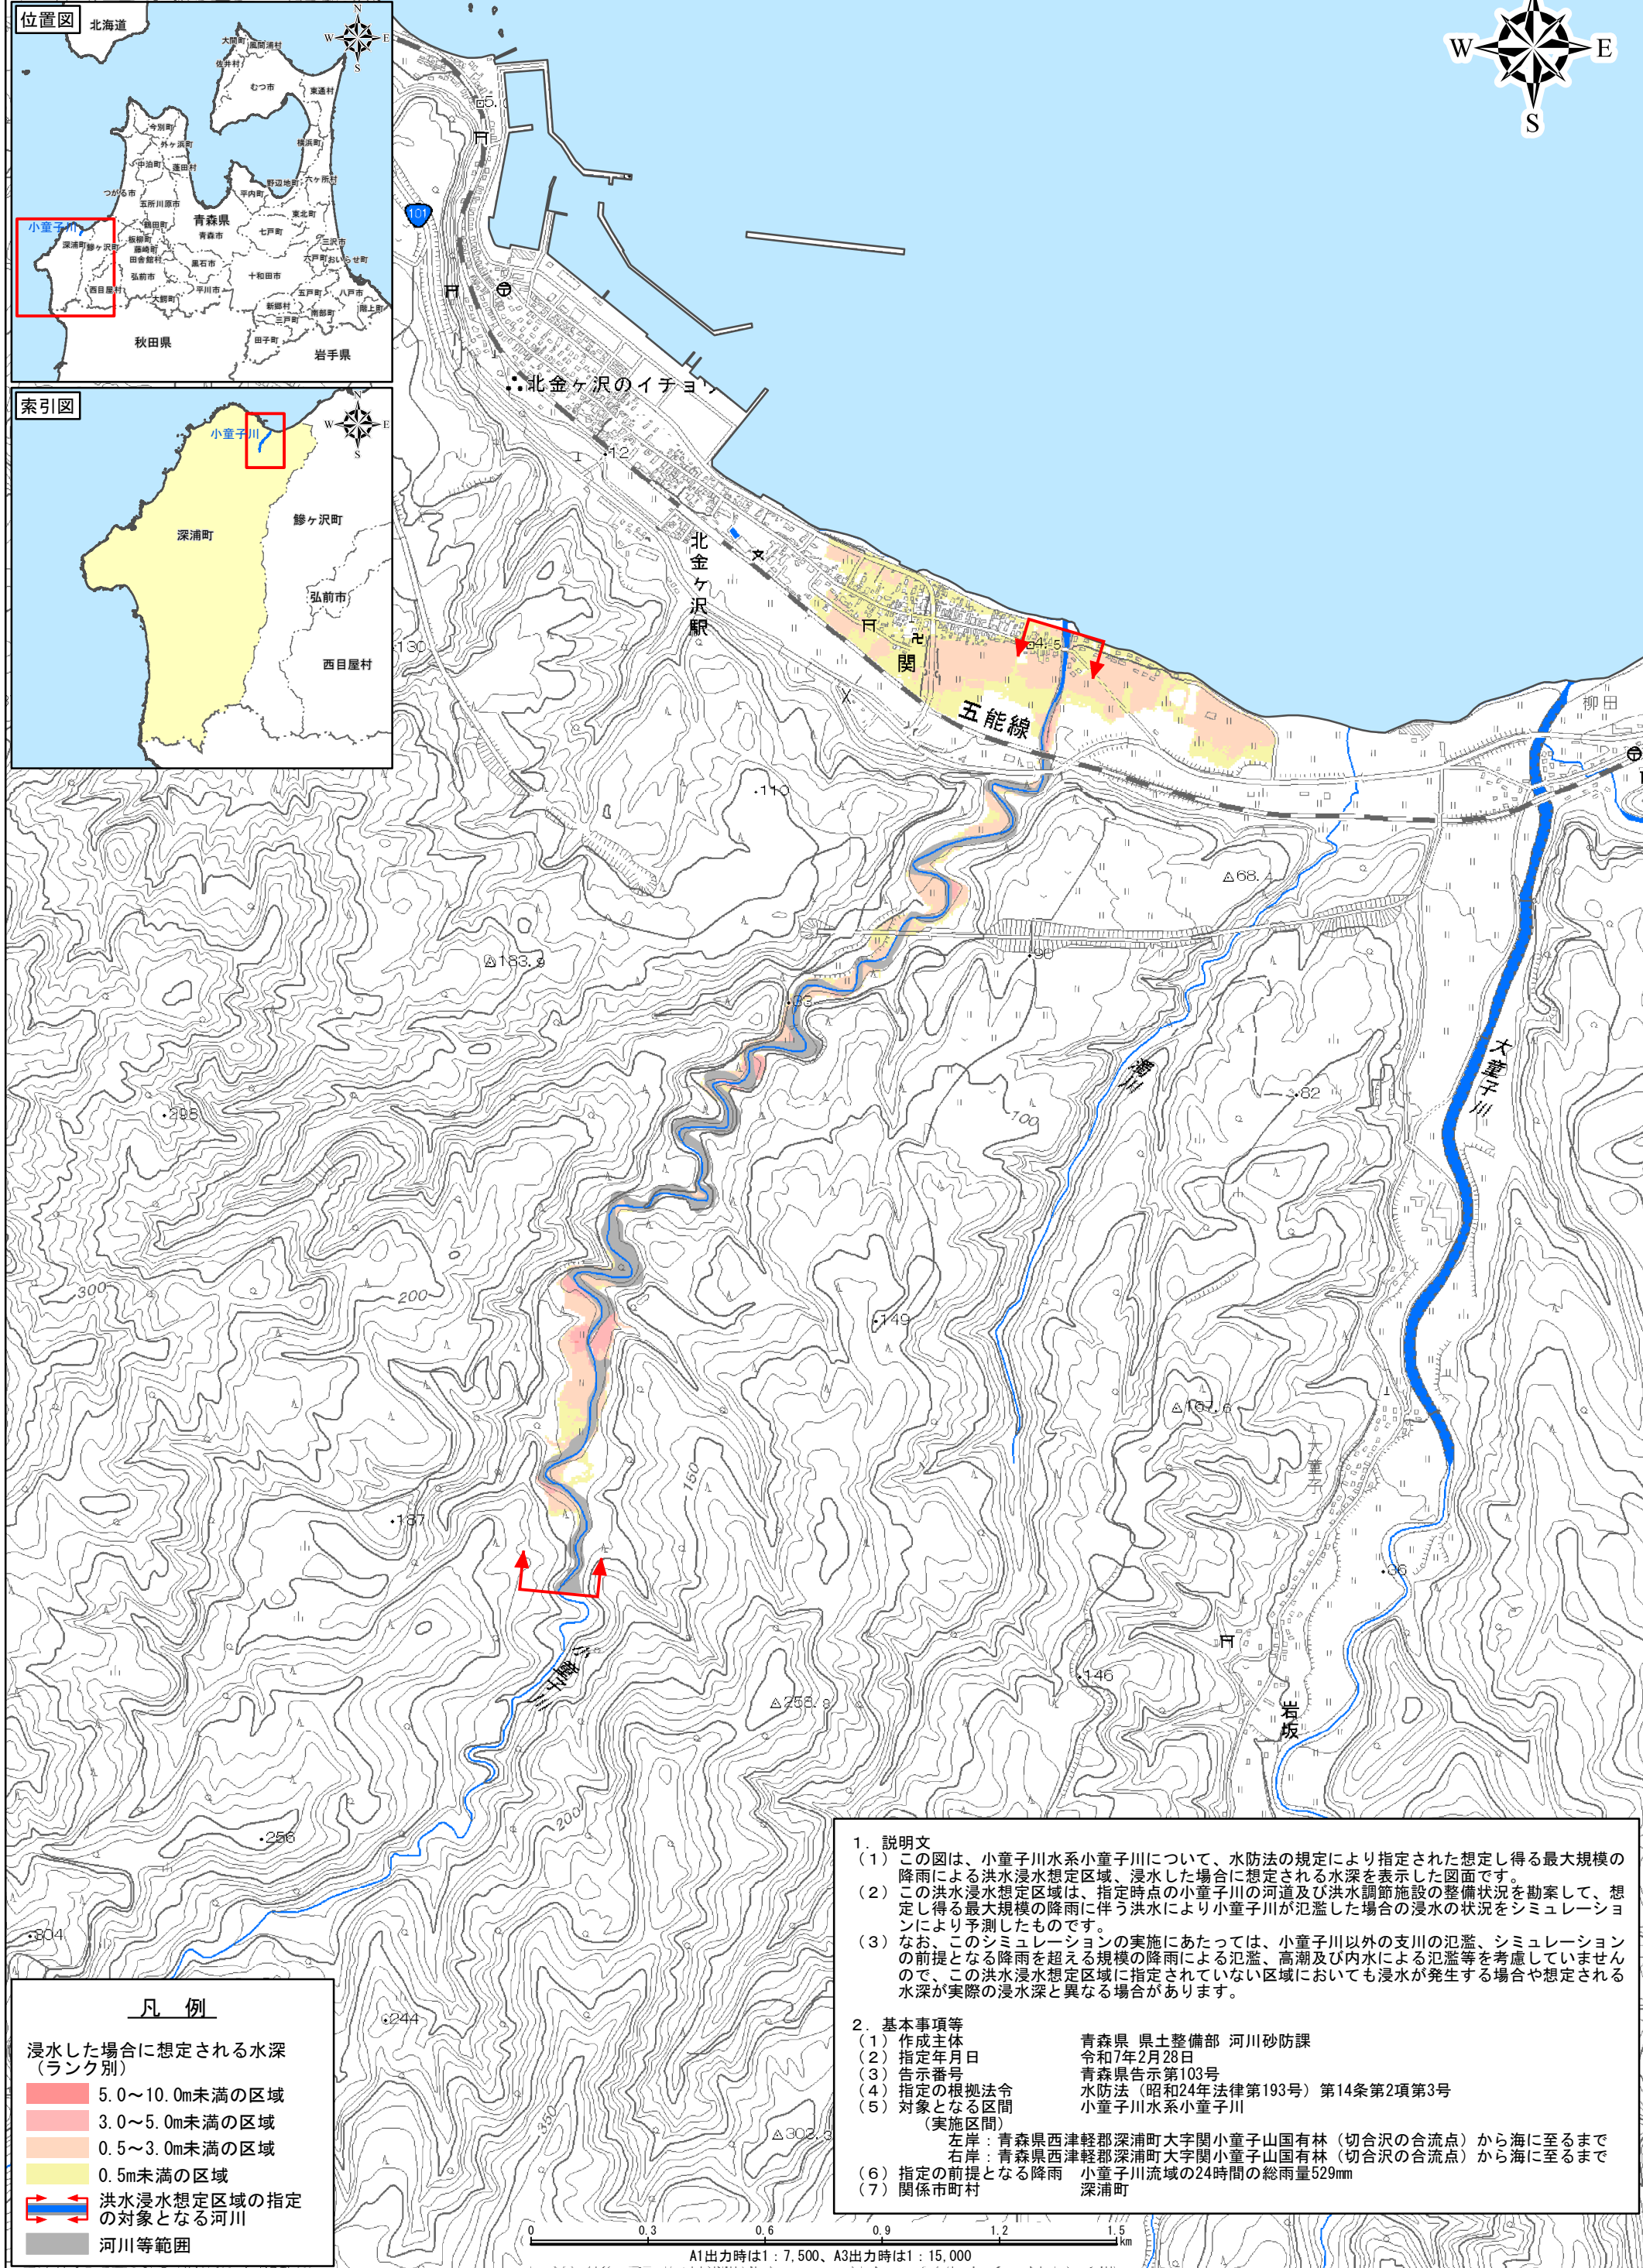 位置図
北海道
N
W
E
S
大間町
風間浦村
佐井村
むつ市
東通村
今別町
外ヶ浜町
横浜町
中泊町
蓬田村
つがる市
野辺地町
六ヶ所村
平内町
五所川原市
東北町
小童子川
鶴田町
青森県
青森市
七戸町
三沢市
深浦町
鰺ヶ沢町
板柳町
藤崎町
田舎館村
黒石市
六戸町
おいらせ町
弘前市
十和田市
西目屋村
平川市
五戸町
八戸市
大鰐町
新郷村
南部町
階上町
三戸町
田子町
秋田県
岩手県
索引図
N
W
E
S
小童子川
深浦町
鰺ヶ沢町
弘前市
西目屋村
W
E
S
101
北金ヶ沢のイチョウ
12
北金ヶ沢駅
130
関
4.5
五能線
柳田
110
68.4
183.9
90
33
大童子川
濁川
82
298
100
300
200
149
167.6
大童子
150
187
36
小童子川
146
258.8
岩坂
200
256
304
244
350
303.3
1. 説明文
(1) この図は、小童子川水系小童子川について、水防法の規定により指定された想定し得る最大規模の
降雨による洪水浸水想定区域、浸水した場合に想定される水深を表示した図面です。
(2) この洪水浸水想定区域は、指定時点の小童子川の河道及び洪水調節施設の整備状況を勘案して、想
定し得る最大規模の降雨に伴う洪水により小童子川が氾濫した場合の浸水の状況をシミュレーショ
ンにより予測したものです。
(3) なお、このシミュレーションの実施にあたっては、小童子川以外の支川の氾濫、シミュレーション
の前提となる降雨を超える規模の降雨による氾濫、高潮及び内水による氾濫等を考慮していません
ので、この洪水浸水想定区域に指定されていない区域においても浸水が発生する場合や想定される
水深が実際の浸水深と異なる場合があります。
2. 基本事項等
(1) 作成主体 青森県 県土整備部 河川砂防課
(2) 指定年月日 令和7年2月28日
(3) 告示番号 青森県告示第103号
(4) 指定の根拠法令 水防法（昭和24年法律第193号）第14条第2項第3号
(5) 対象となる区間 小童子川水系小童子川
（実施区間）
左岸：青森県西津軽郡深浦町大字関小童子山国有林（切合沢の合流点）から海に至るまで
右岸：青森県西津軽郡深浦町大字関小童子山国有林（切合沢の合流点）から海に至るまで
(6) 指定の前提となる降雨 小童子川流域の24時間の総雨量529mm
(7) 関係市町村 深浦町
凡 例
浸水した場合に想定される水深
（ランク別）
5.0～10.0m未満の区域
3.0～5.0m未満の区域
0.5～3.0m未満の区域
0.5m未満の区域
洪水浸水想定区域の指定
の対象となる河川
河川等範囲
0 0.3 0.6 0.9 1.2 1.5
km
A1出力時は1：7,500、A3出力時は1：15,000